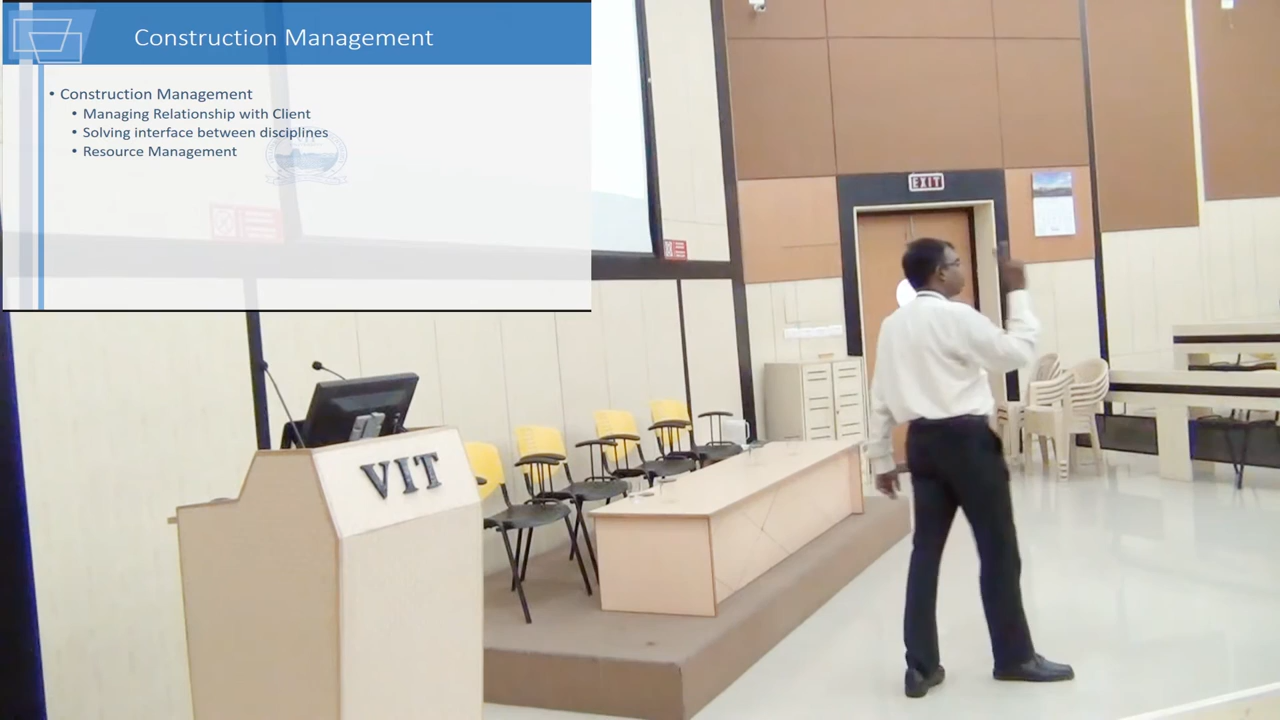 Construction Management
• Construction Management
• Managing Relationship with Client
• Solving interface between disciplines
• Resource Management
EXIT
VIT